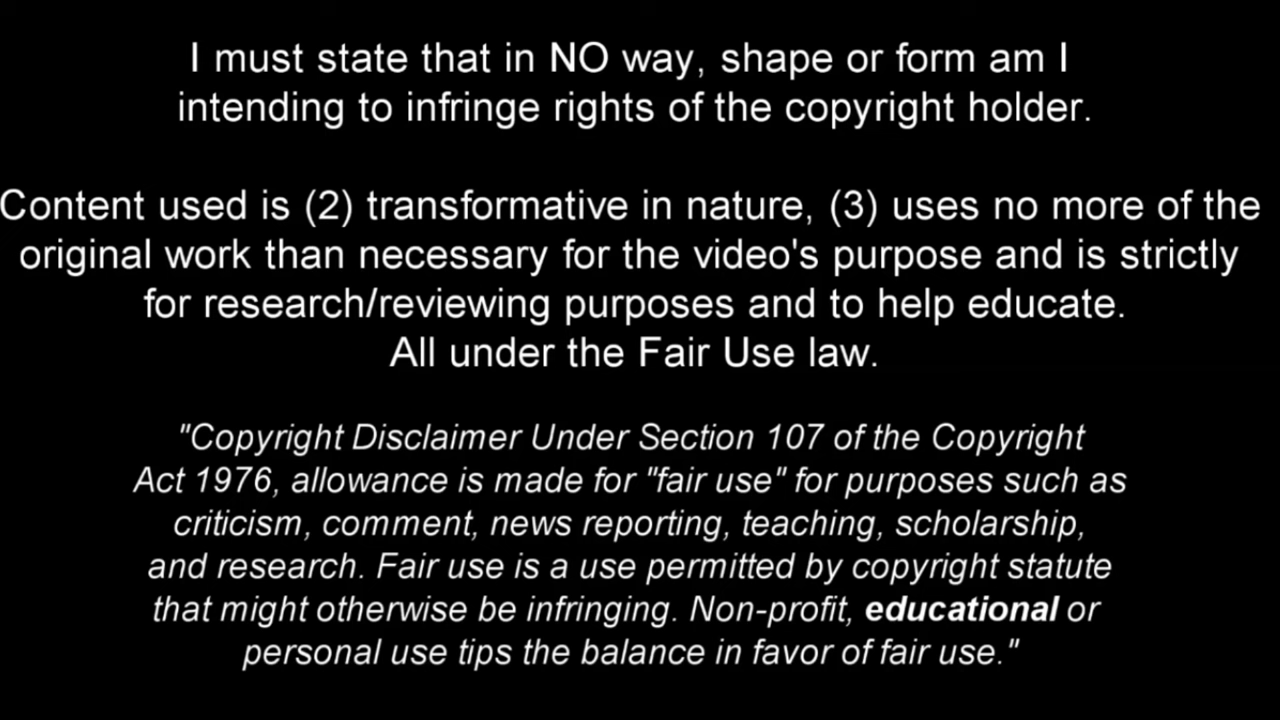 I must state that in NO way, shape or form am I
intending to infringe rights of the copyright holder.
Content used is (2) transformative in nature, (3) uses no more of the
original work than necessary for the video's purpose and is strictly
for research/reviewing purposes and to help educate.
All under the Fair Use law.
"Copyright Disclaimer Under Section 107 of the Copyright
Act 1976, allowance is made for "fair use" for purposes such as
criticism, comment, news reporting, teaching, scholarship,
and research. Fair use is a use permitted by copyright statute
that might otherwise be infringing. Non-profit, educational or
personal use tips the balance in favor of fair use."